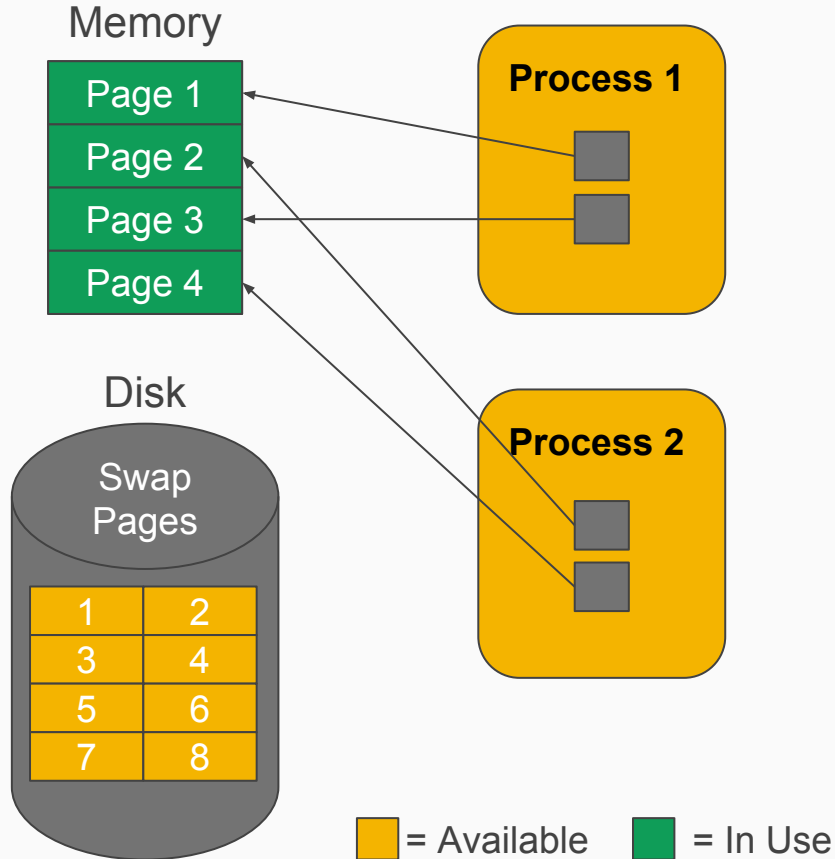 Memory
Page 1
Page 2
Page 3
Page 4
Process 1
Disk
Swap
Pages
1 2
3 4
5 6
7 8
Process 2
= Available = In Use